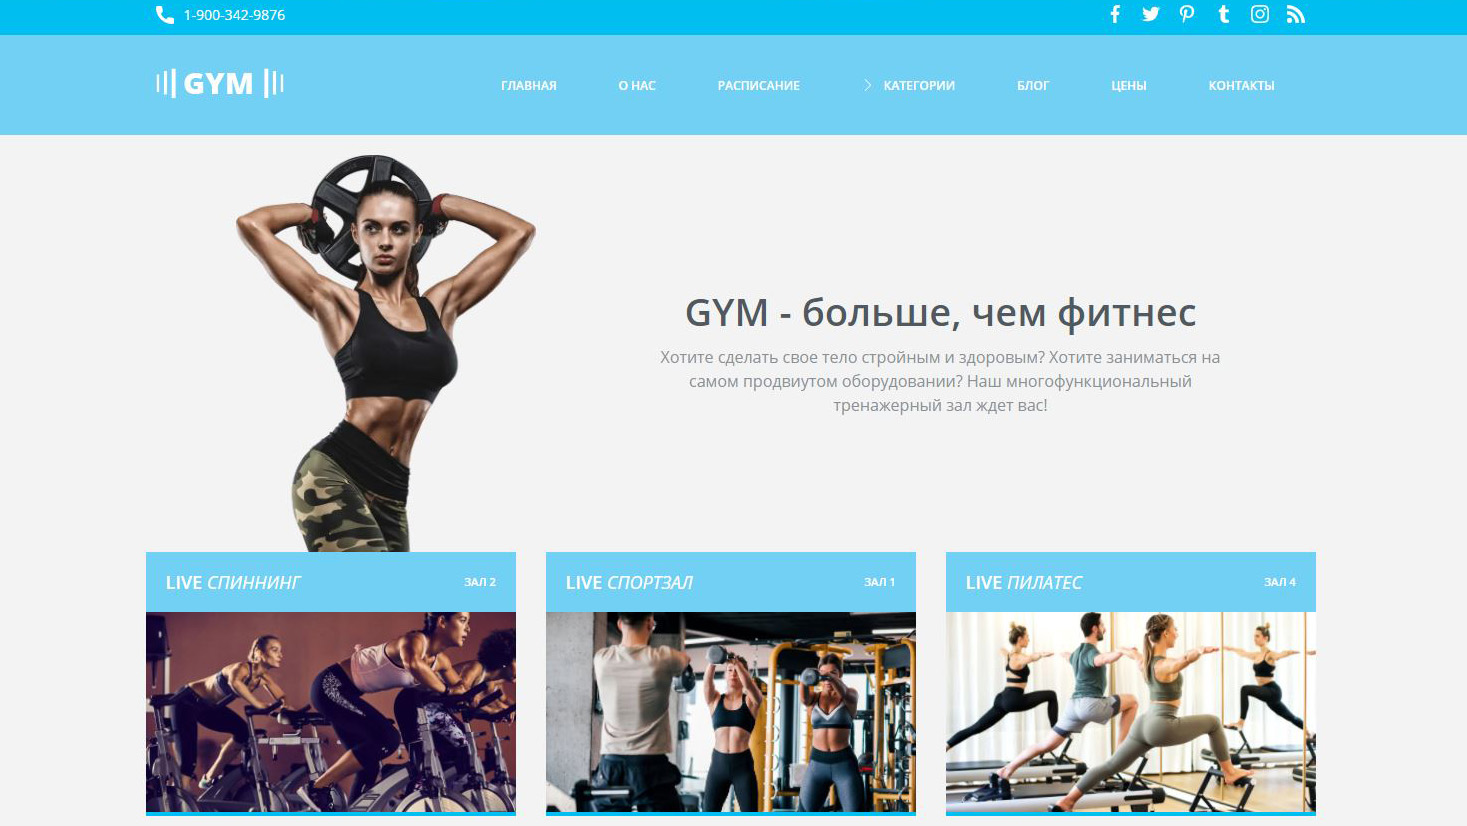 1-900-342-9876
GYM
ГЛАВНАЯ О НАС РАСПИСАНИЕ КАТЕГОРИИ БЛОГ ЦЕНЫ КОНТАКТЫ
GYM - больше, чем фитнес
Хотите сделать свое тело стройным и здоровым? Хотите заниматься на
самом продвиутом оборудовании? Наш многофункциональный
тренажерный зал ждет вас!
LIVE СПИННИНГ ЗАЛ 2
LIVE СПОРТЗАЛ ЗАЛ 1
LIVE ПИЛАТЕС ЗАЛ 4